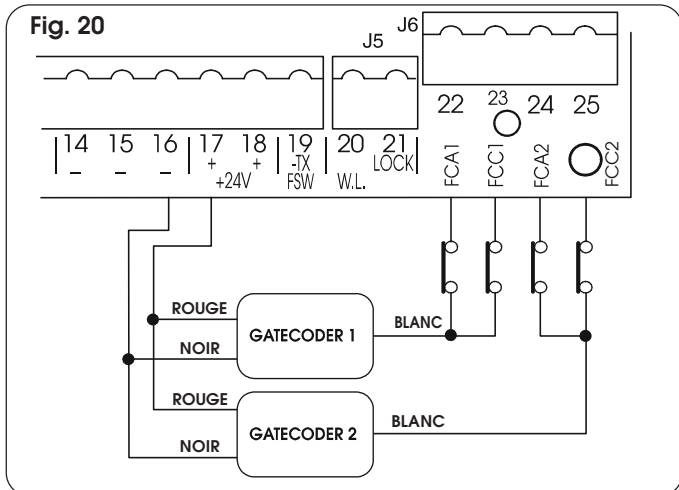 Fig. 20
J5
J6
14 15 16 17 18 19 20 21 22 23 24 25
– – – + + -TX LOCK
+24V FSW W.L.
FCA1 FCC1 FCA2 FCC2
ROUGE
GATECODER 1
BLANC
NOIR
ROUGE
GATECODER 2
BLANC
NOIR